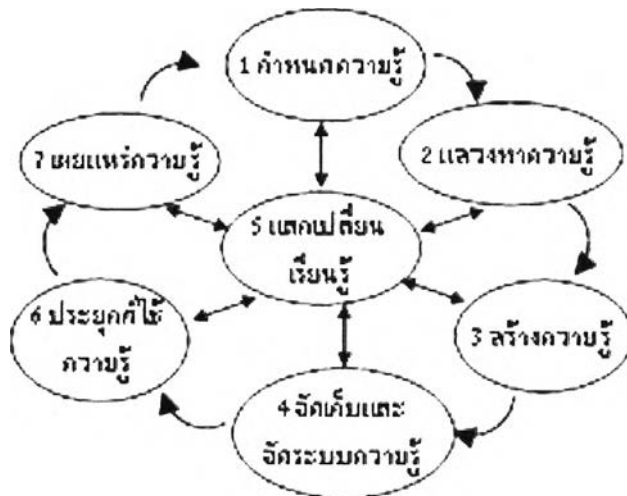 1 กำหนดความรู้
2 แสวงหาความรู้
3 สร้างความรู้
4 จัดเก็บและ
จัดระบบความรู้
5 แลกเปลี่ยน
เรียนรู้
6 ประยุกต์ใช้
ความรู้
7 เผยแพร่ความรู้